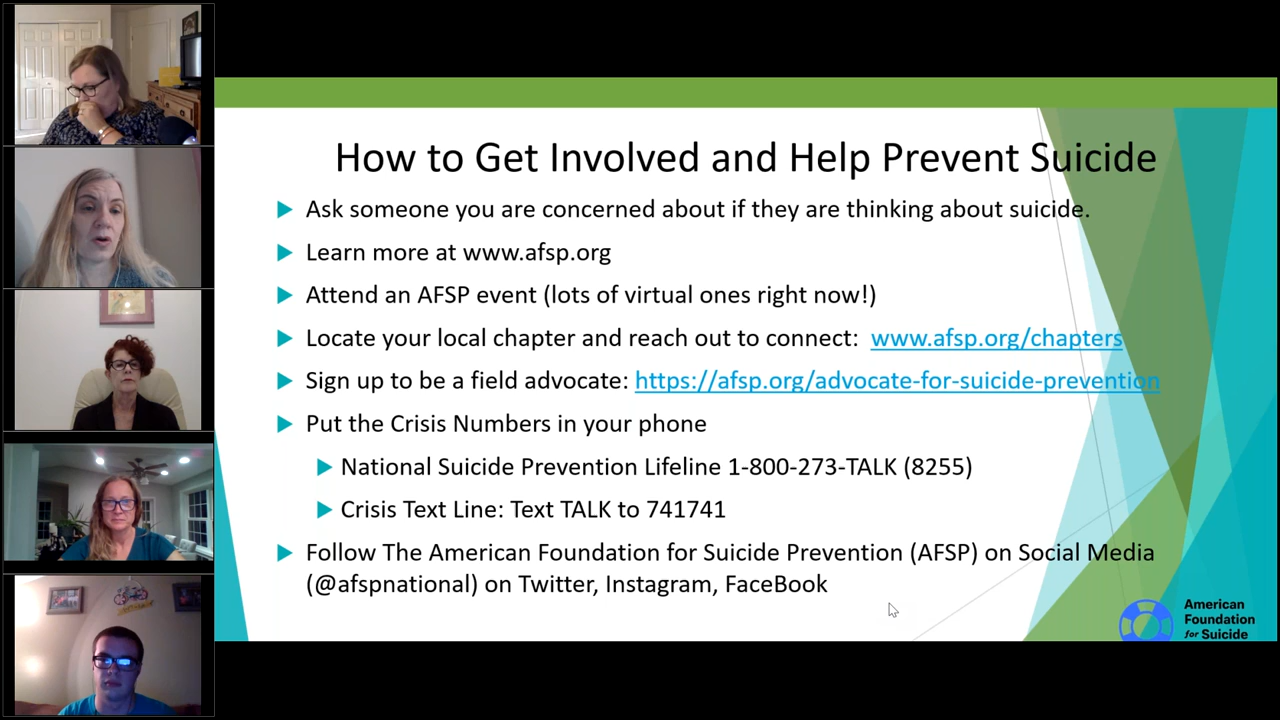 How to Get Involved and Help Prevent Suicide
Ask someone you are concerned about if they are thinking about suicide.
Learn more at www.afsp.org
Attend an AFSP event (lots of virtual ones right now!)
Locate your local chapter and reach out to connect: www.afsp.org/chapters
Sign up to be a field advocate: https://afsp.org/advocate-for-suicide-prevention
Put the Crisis Numbers in your phone
National Suicide Prevention Lifeline 1-800-273-TALK (8255)
Crisis Text Line: Text TALK to 741741
Follow The American Foundation for Suicide Prevention (AFSP) on Social Media
(@afspnational) on Twitter, Instagram, FaceBook
American
Foundation
for Suicide